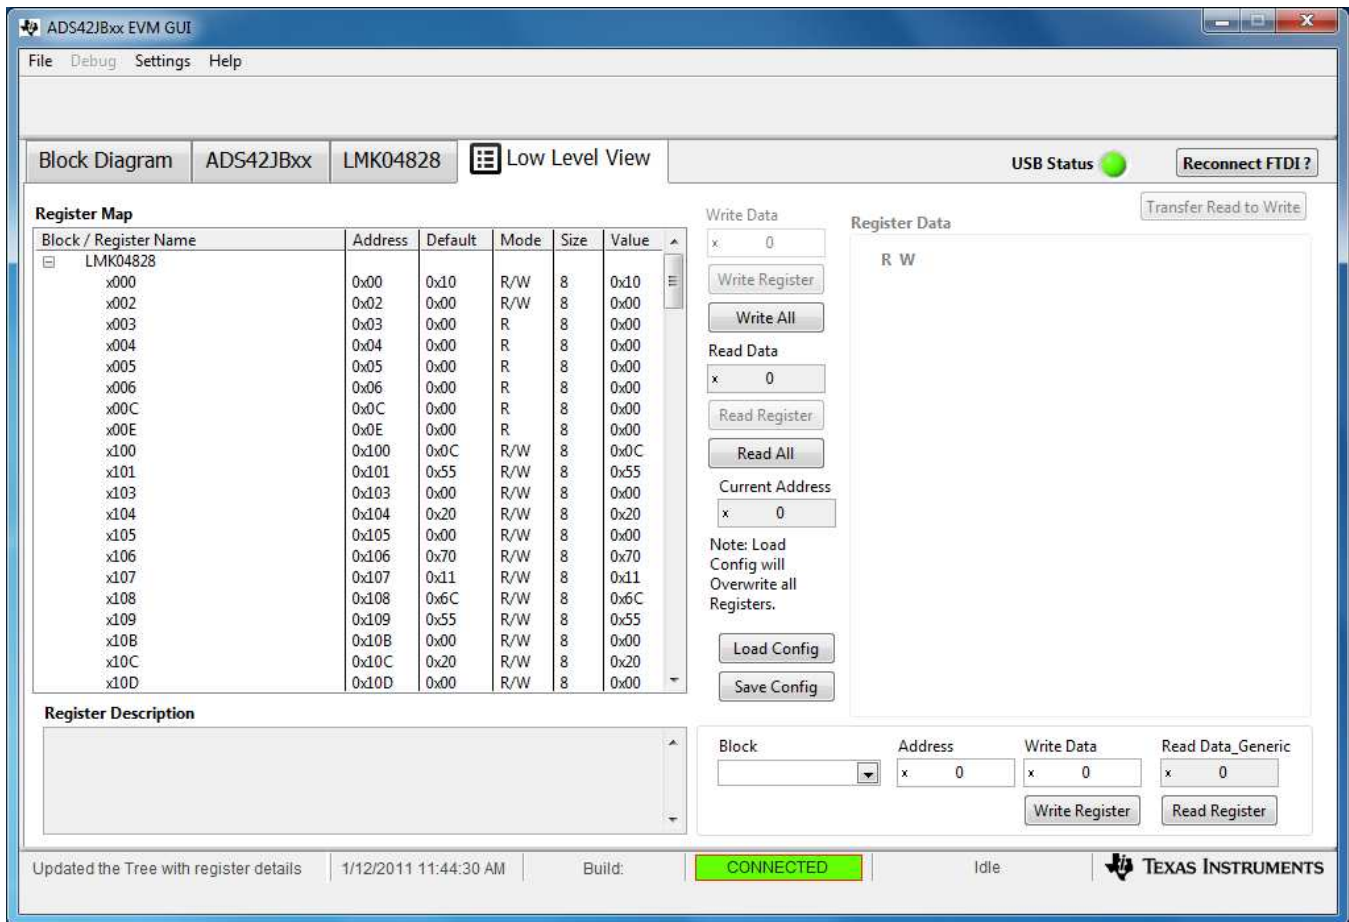 ADS42JBxx EVM GUI
File Debug Settings Help
Block Diagram ADS42JBxx LMK04828 Low Level View USB Status Reconnect FTDI ?
Transfer Read to Write
Register Map
Block / Register Name Address Default Mode Size Value
LMK04828
x000 0x00 0x10 R/W 8 0x10
x002 0x02 0x00 R/W 8 0x00
x003 0x03 0x00 R 8 0x00
x004 0x04 0x00 R 8 0x00
x005 0x05 0x00 R 8 0x00
x006 0x06 0x00 R 8 0x00
x00C 0x0C 0x00 R 8 0x00
x00E 0x0E 0x00 R 8 0x00
x100 0x100 0x0C R/W 8 0x0C
x101 0x101 0x55 R/W 8 0x55
x103 0x103 0x00 R/W 8 0x00
x104 0x104 0x20 R/W 8 0x20
x105 0x105 0x00 R/W 8 0x00
x106 0x106 0x70 R/W 8 0x70
x107 0x107 0x11 R/W 8 0x11
x108 0x108 0x6C R/W 8 0x6C
x109 0x109 0x55 R/W 8 0x55
x10B 0x10B 0x00 R/W 8 0x00
x10C 0x10C 0x20 R/W 8 0x20
x10D 0x10D 0x00 R/W 8 0x00
Write Data
x 0
Write Register
Write All
Read Data
x 0
Read Register
Read All
Current Address
x 0
Note: Load
Config will
Overwrite all
Registers.
Load Config
Save Config
Register Data
R W
Register Description
Block Address Write Data Read Data_Generic
x 0 x 0 x 0
Write Register Read Register
Updated the Tree with register details 1/12/2011 11:44:30 AM Build: CONNECTED Idle TEXAS INSTRUMENTS